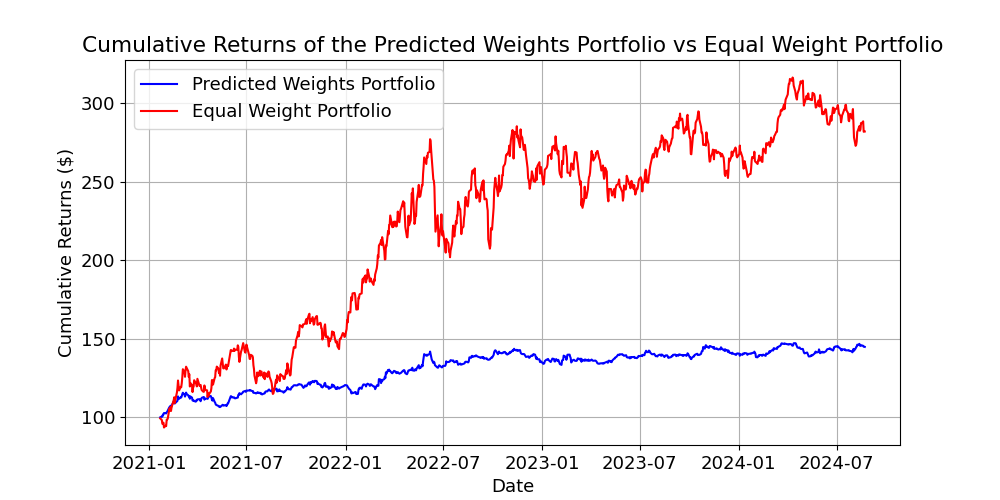 Cumulative Returns of the Predicted Weights Portfolio vs Equal Weight Portfolio
Predicted Weights Portfolio
Equal Weight Portfolio
Cumulative Returns ($)
300
250
200
150
100
2021-01 2021-07 2022-01 2022-07 2023-01 2023-07 2024-01 2024-07
Date